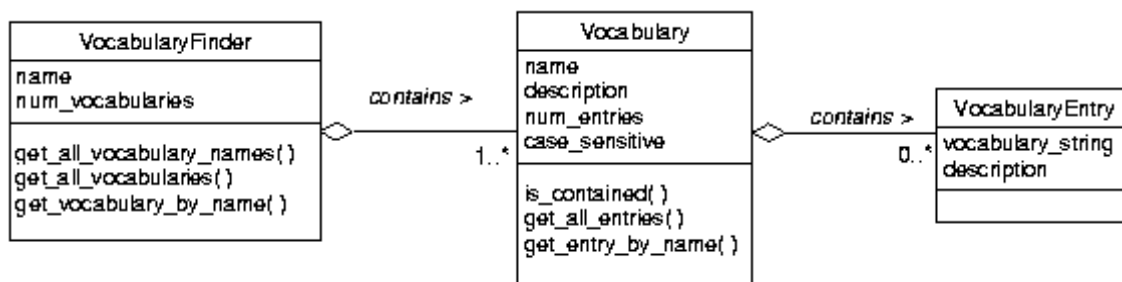 VocabularyFinder
name
num_vocabularies
get_all_vocabulary_names( )
get_all_vocabularies( )
get_vocabulary_by_name( )
contains >
1..*
Vocabulary
name
description
num_entries
case_sensitive
is_contained( )
get_all_entries( )
get_entry_by_name( )
contains >
0..*
VocabularyEntry
vocabulary_string
description